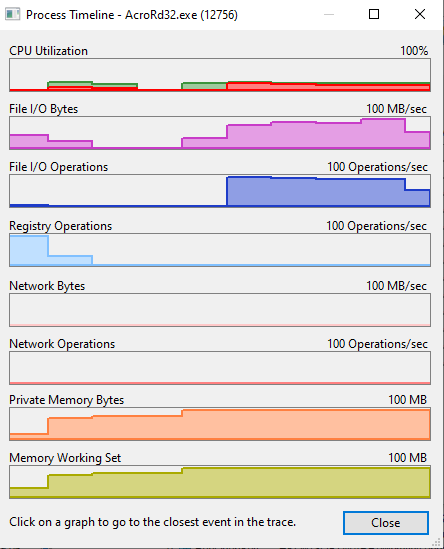 Process Timeline - AcroRd32.exe (12756)
CPU Utilization 100%
File I/O Bytes 100 MB/sec
File I/O Operations 100 Operations/sec
Registry Operations 100 Operations/sec
Network Bytes 100 MB/sec
Network Operations 100 Operations/sec
Private Memory Bytes 100 MB
Memory Working Set 100 MB
Click on a graph to go to the closest event in the trace. Close